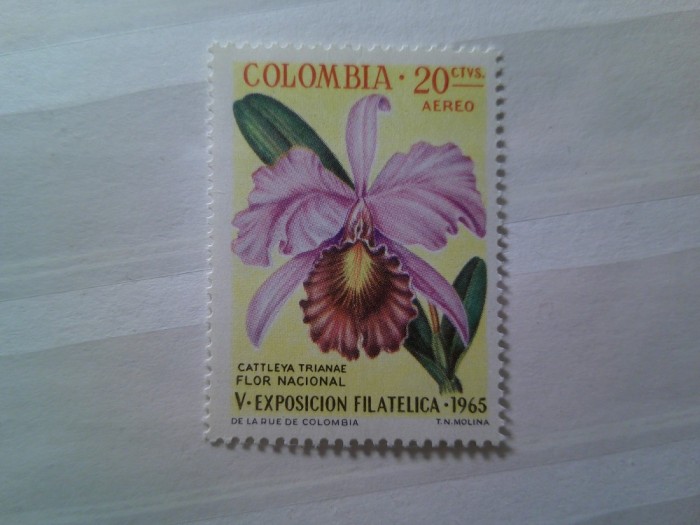 COLOMBIA · 20 CTVS.
AEREO
CATTLEYA TRIANAE
FLOR NACIONAL
V · EXPOSICION FILATELICA · 1965
DE LA RUE DE COLOMBIA T.N. MOLINA